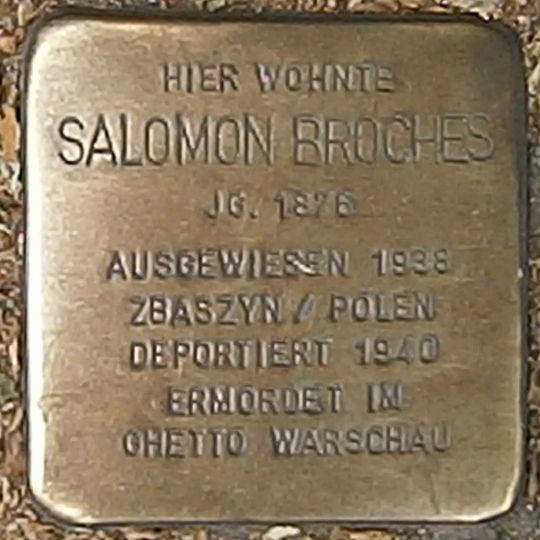 HIER WOHNTE
SALOMON BROCHES
JG. 1876
AUSGEWIESEN 1938
ZBASZYN / POLEN
DEPORTIERT 1940
ERMORDET IM
GHETTO WARSCHAU